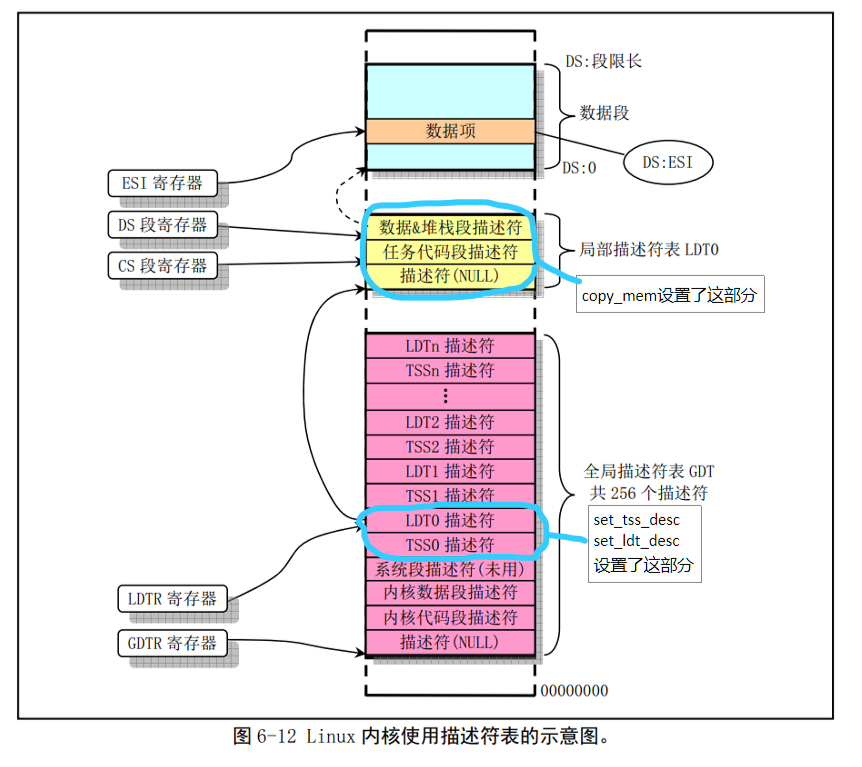 DS:段限长
数据段
数据项
DS:ESI
DS:0
ESI 寄存器
DS 段寄存器
CS 段寄存器
数据&堆栈段描述符
任务代码段描述符
描述符(NULL)
局部描述符表 LDT0
copy_mem设置了这部分
LDTn 描述符
TSSn 描述符
⋮
LDT2 描述符
TSS2 描述符
LDT1 描述符
TSS1 描述符
LDT0 描述符
TSS0 描述符
系统段描述符(未用)
内核数据段描述符
内核代码段描述符
描述符(NULL)
全局描述符表 GDT
共 256 个描述符
set_tss_desc
set_ldt_desc
设置了这部分
LDTR 寄存器
GDTR 寄存器
00000000
图 6-12 Linux 内核使用描述符表的示意图。